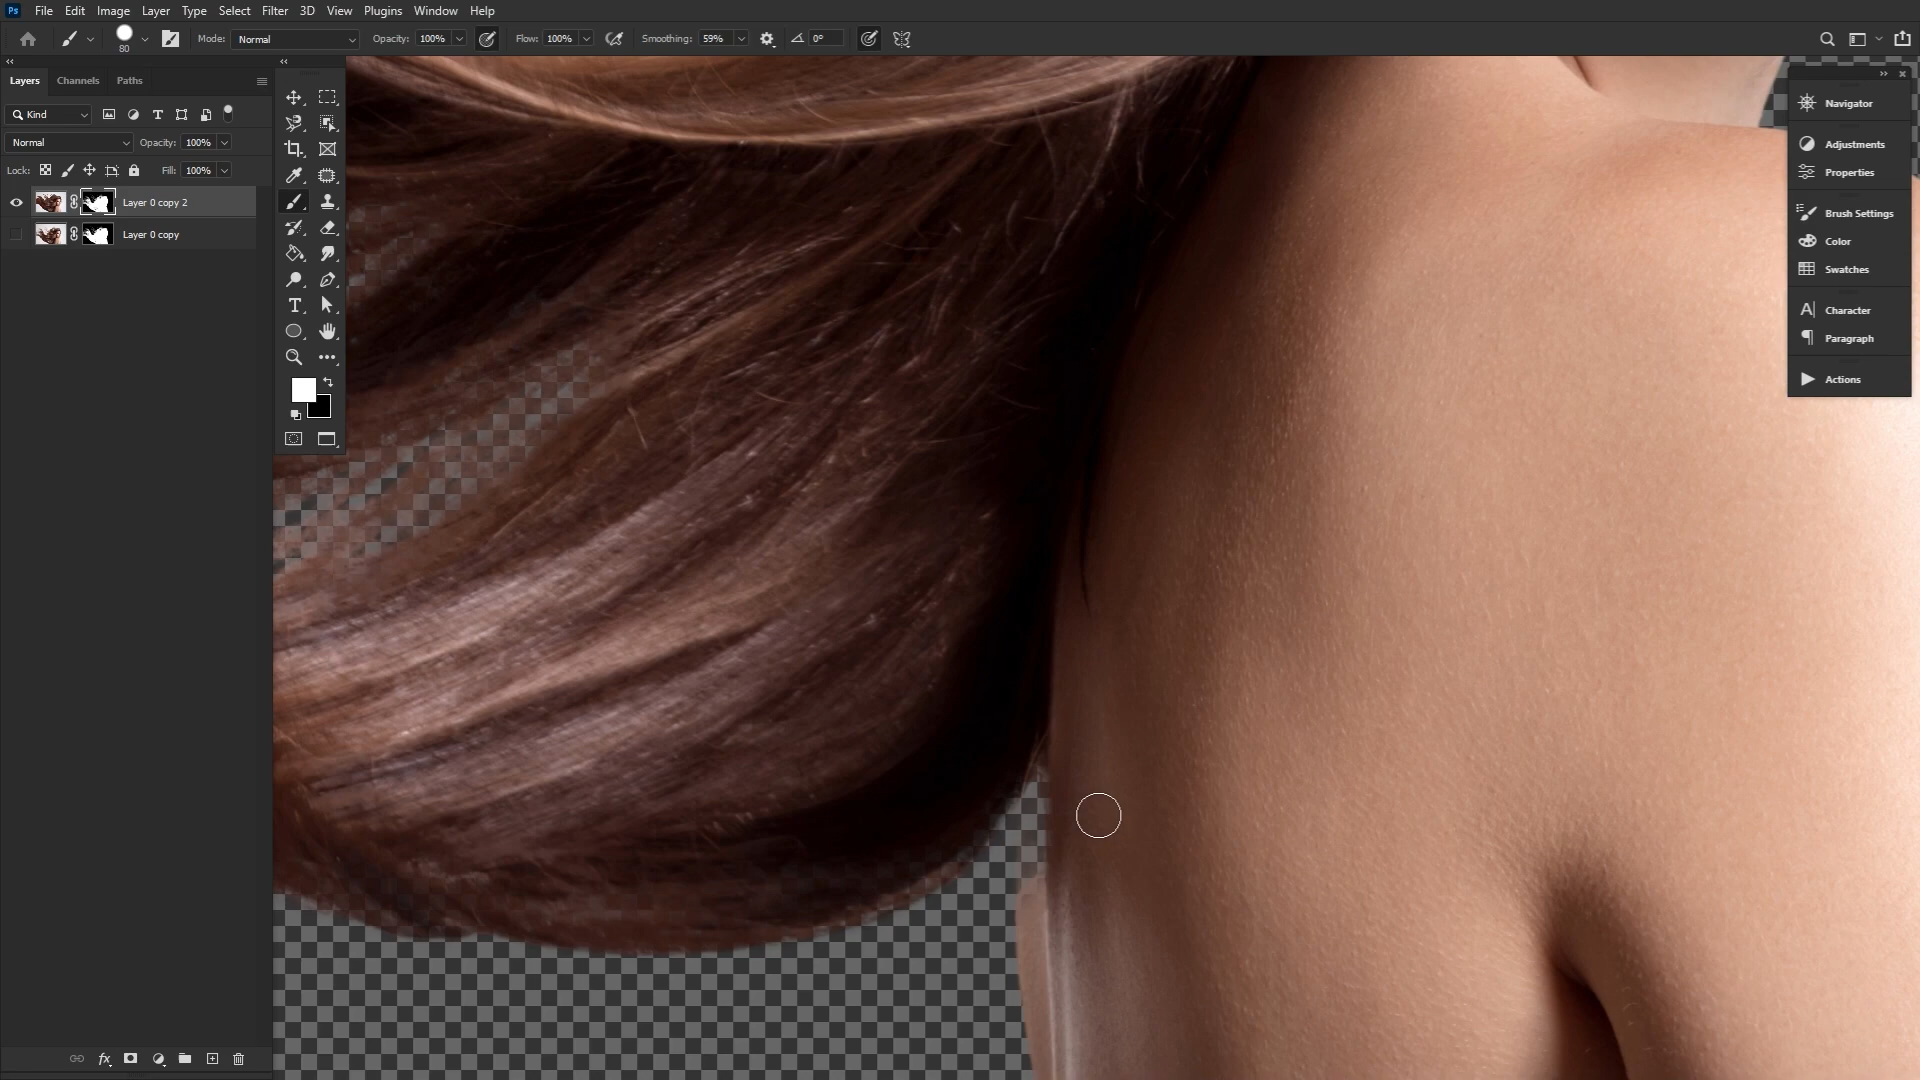 Ps File Edit Image Layer Type Select Filter 3D View Plugins Window Help
80 Mode: Normal Opacity: 100% Flow: 100% Smoothing: 59% 0°
Layers Channels Paths
Kind
Normal Opacity: 100%
Lock: Fill: 100%
Layer 0 copy 2
Layer 0 copy
fx
Navigator
Adjustments
Properties
Brush Settings
Color
Swatches
Character
Paragraph
Actions